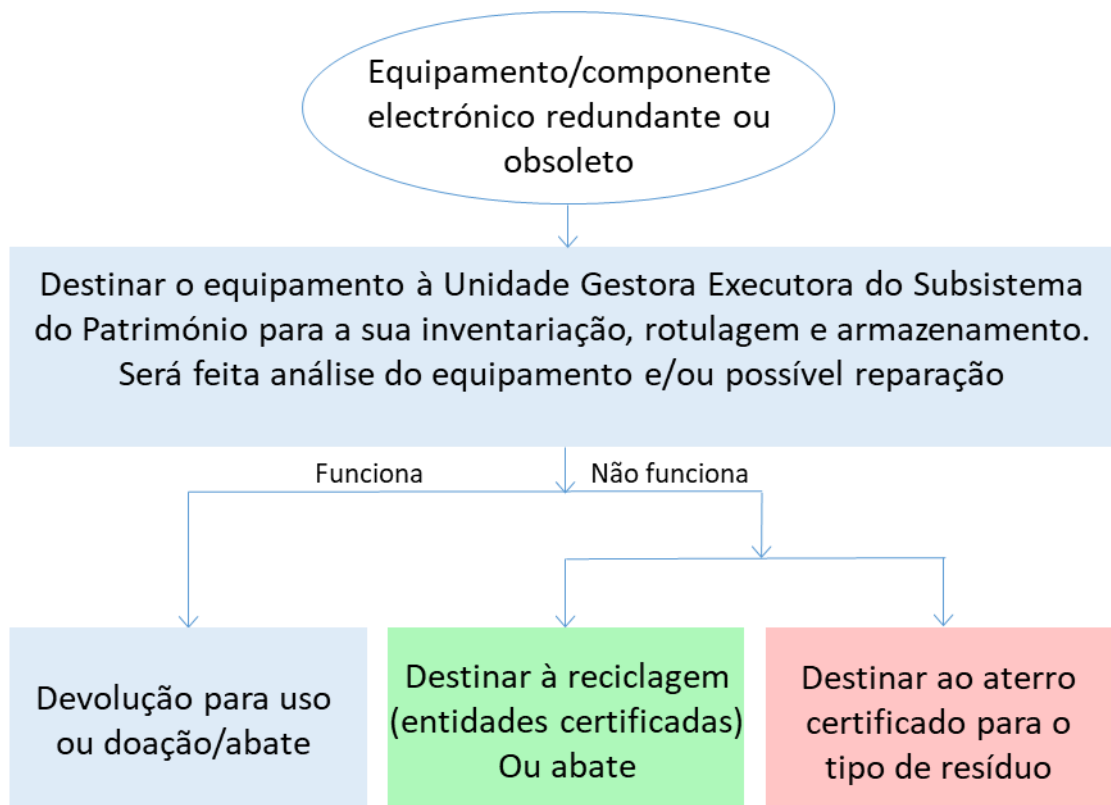 Equipamento/componente
electrónico redundante ou
obsoleto
Destinar o equipamento à Unidade Gestora Executora do Subsistema
do Património para a sua inventariação, rotulagem e armazenamento.
Será feita análise do equipamento e/ou possível reparação
Funciona
Não funciona
Devolução para uso
ou doação/abate
Destinar à reciclagem
(entidades certificadas)
Ou abate
Destinar ao aterro
certificado para o
tipo de resíduo